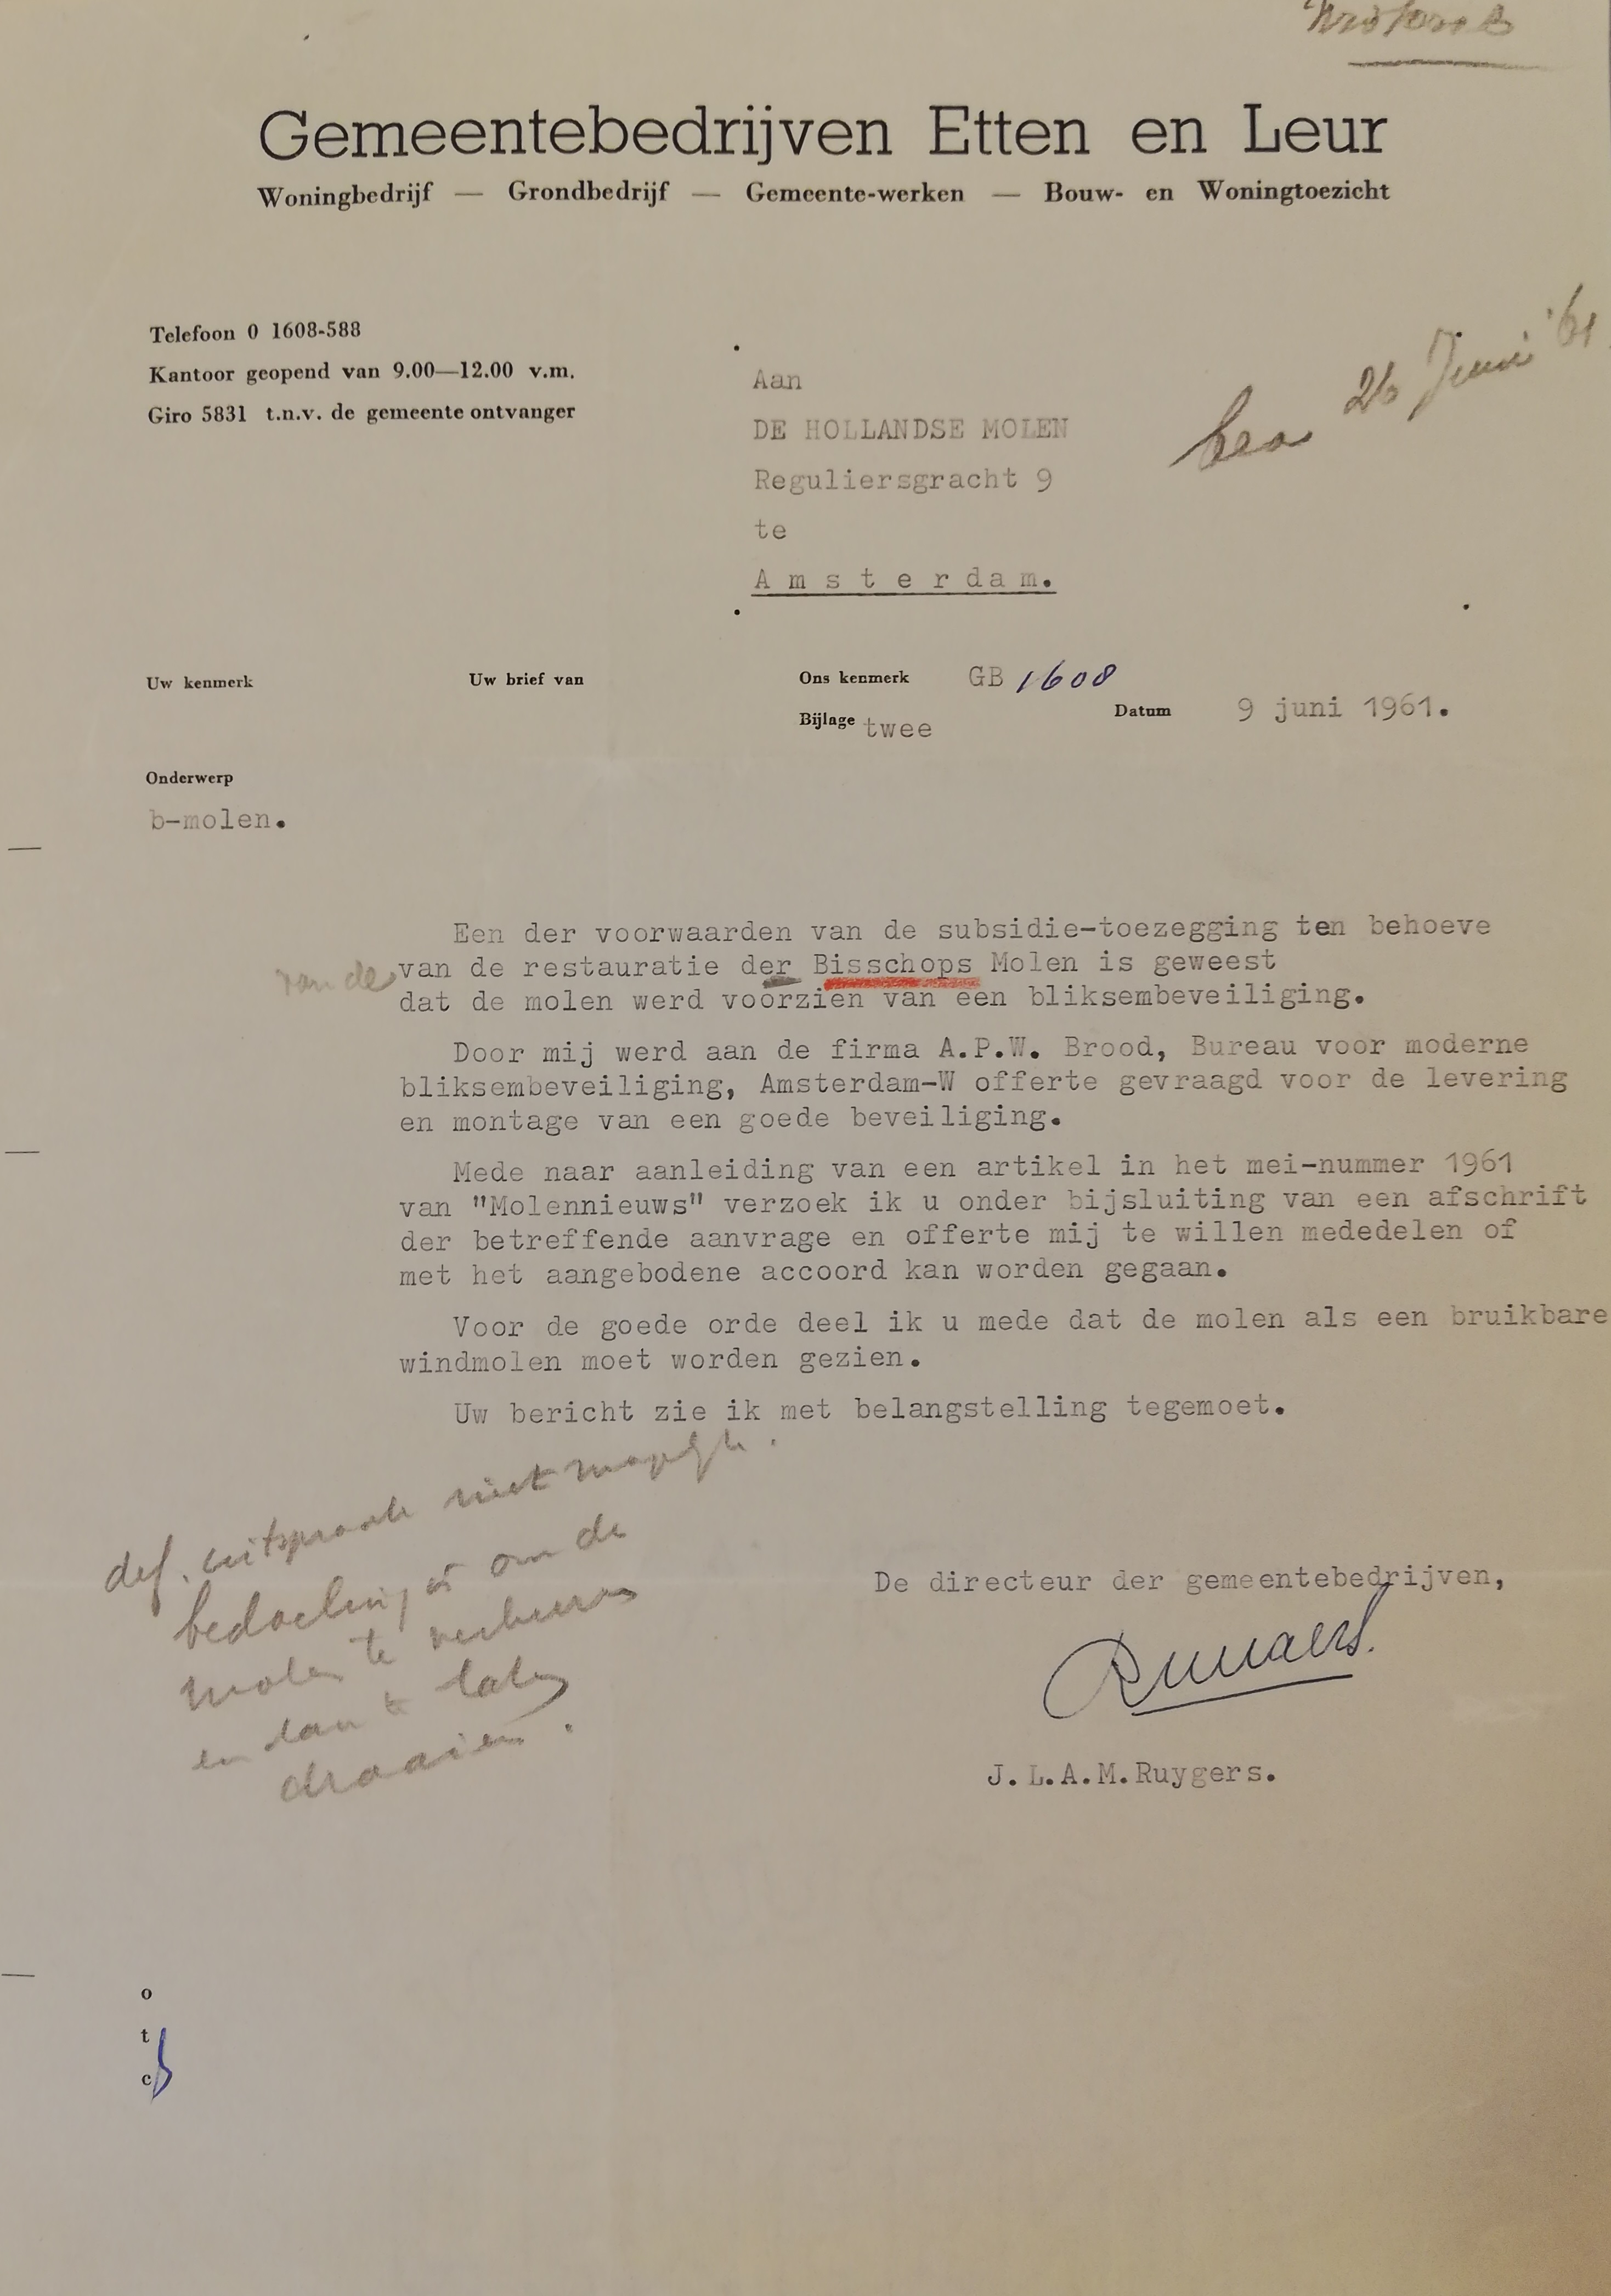 Gemeentebedrijven Etten en Leur
Woningbedrijf — Grondbedrijf — Gemeente-werken — Bouw- en Woningtoezicht
Telefoon 0 1608-588
Kantoor geopend van 9.00—12.00 v.m.
Giro 5831 t.n.v. de gemeente ontvanger
Aan
DE HOLLANDSE MOLEN
Reguliersgracht 9
te
Amsterdam.
26 Juni '61
Uw kenmerk Uw brief van Ons kenmerk GB 1608
Bijlage twee Datum 9 juni 1961.
Onderwerp
b-molen.
Een der voorwaarden van de subsidie-toezegging ten behoeve
van de van de restauratie der Bisschops Molen is geweest
dat de molen werd voorzien van een bliksembeveiliging.
Door mij werd aan de firma A.P.W. Brood, Bureau voor moderne
bliksembeveiliging, Amsterdam-W offerte gevraagd voor de levering
en montage van een goede beveiliging.
Mede naar aanleiding van een artikel in het mei-nummer 1961
van "Molennieuws" verzoek ik u onder bijsluiting van een afschrift
der betreffende aanvrage en offerte mij te willen mededelen of
met het aangebodene accoord kan worden gegaan.
Voor de goede orde deel ik u mede dat de molen als een bruikbare
windmolen moet worden gezien.
Uw bericht zie ik met belangstelling tegemoet.
def. uitspraak niet mogelijk.
bedoeling is om de
molen te verhuren
en dan te laten
draaien.
De directeur der gemeentebedrijven,
J.L.A.M.Ruygers.
o
t
c